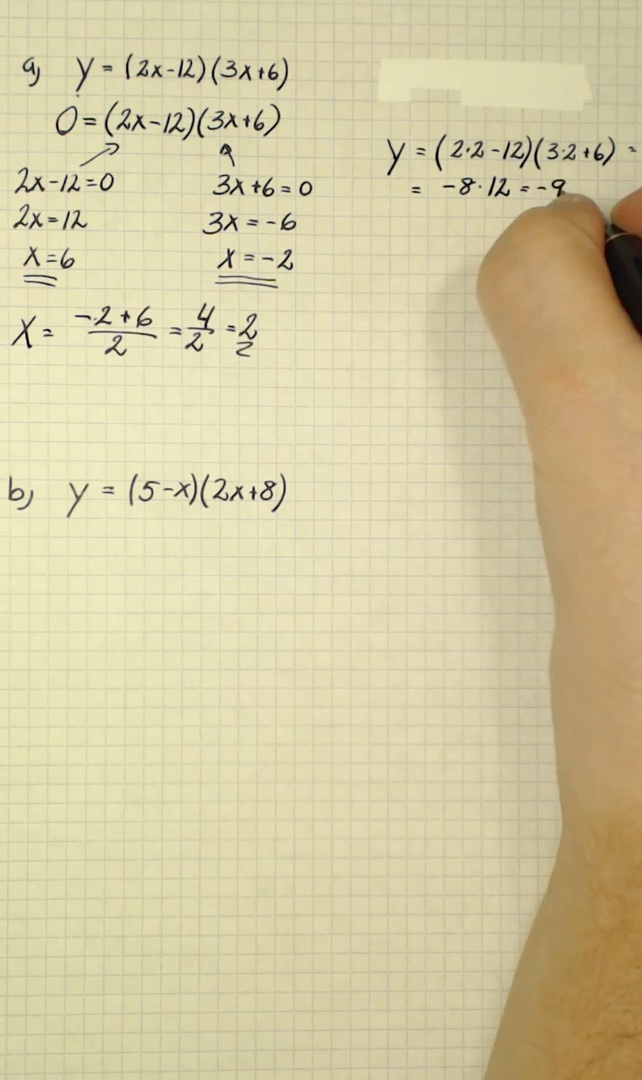 a) y = (2x-12)(3x+6)
0 = (2x-12)(3x+6)
2x-12=0
2x=12
x=6
3x+6=0
3x=-6
x=-2
x = \frac{-2+6}{2} = \frac{4}{2} = 2
y = (2·2-12)(3·2+6) =
= -8·12 = -9
b) y = (5-x)(2x+8)